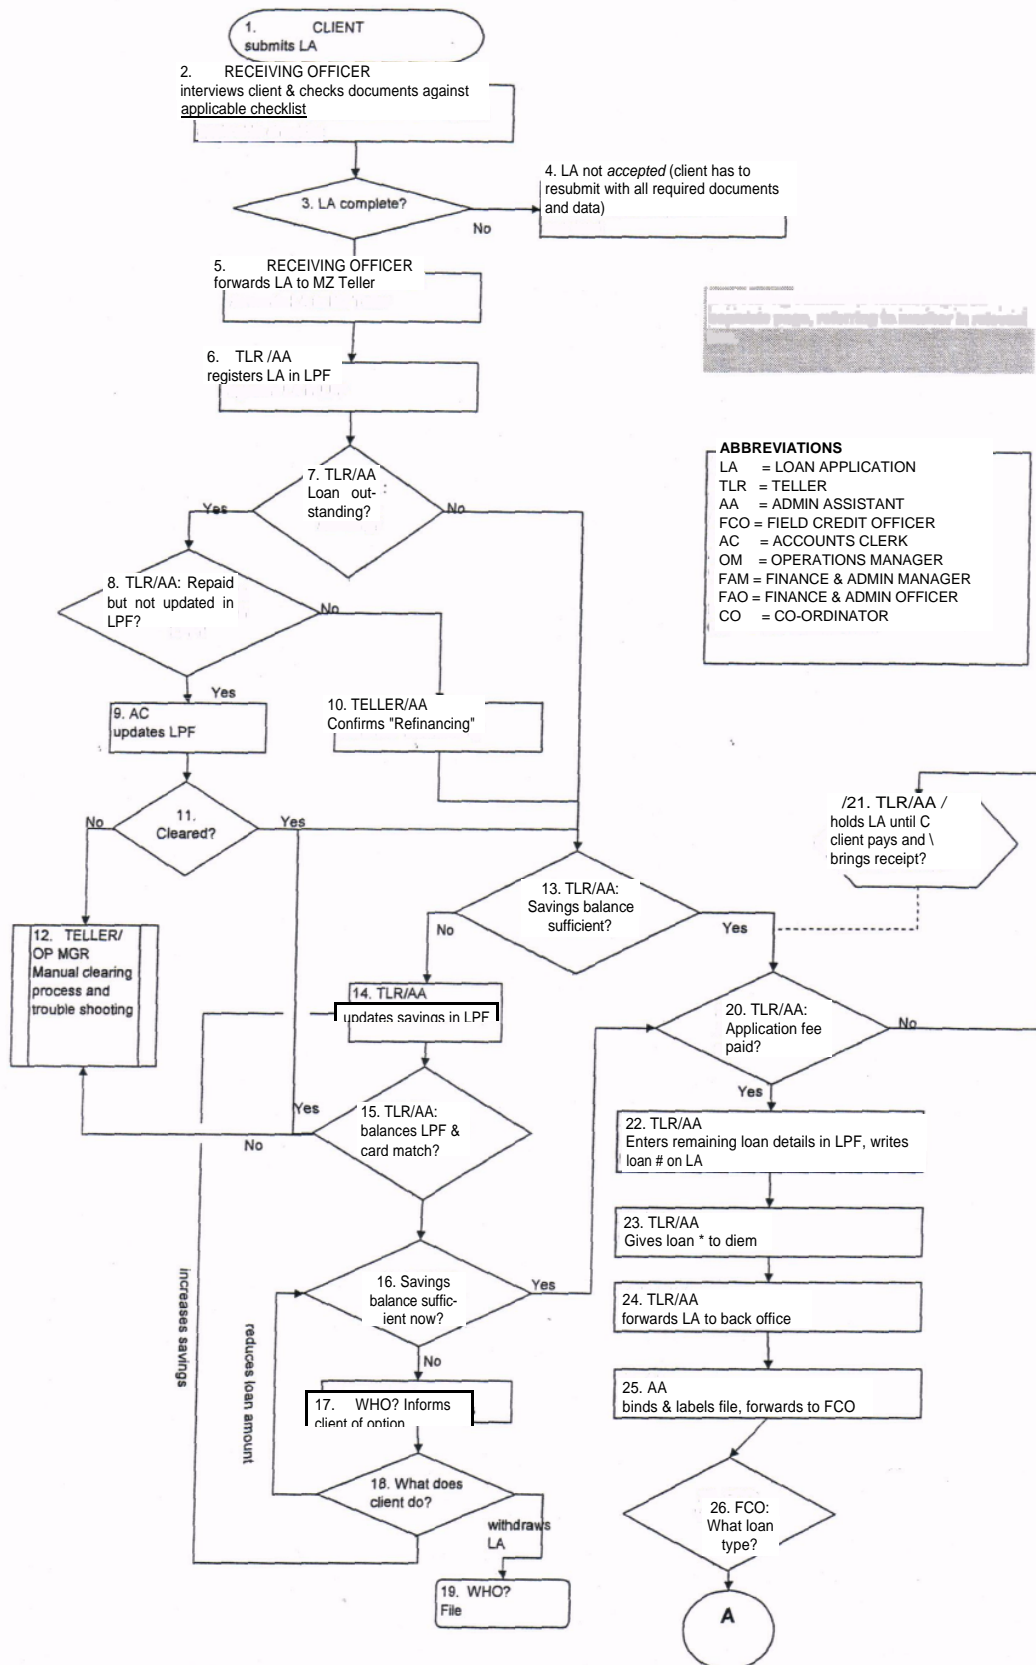 1. CLIENT
submits LA
2. RECEIVING OFFICER
interviews client & checks documents against
applicable checklist
3. LA complete?
No
4. LA not accepted (client has to
resubmit with all required documents
and data)
5. RECEIVING OFFICER
forwards LA to MZ Teller
6. TLR /AA
registers LA in LPF
ABBREVIATIONS
LA = LOAN APPLICATION
TLR = TELLER
AA = ADMIN ASSISTANT
FCO = FIELD CREDIT OFFICER
AC = ACCOUNTS CLERK
OM = OPERATIONS MANAGER
FAM = FINANCE & ADMIN MANAGER
FAO = FINANCE & ADMIN OFFICER
CO = CO-ORDINATOR
7. TLR/AA
Loan out-
standing?
Yes
No
8. TLR/AA: Repaid
but not updated in
LPF?
No
Yes
9. AC
updates LPF
10. TELLER/AA
Confirms "Refinancing"
11.
Cleared?
No
Yes
12. TELLER/
OP MGR
Manual clearing
process and
trouble shooting
/21. TLR/AA /
holds LA until C
client pays and \
brings receipt?
13. TLR/AA:
Savings balance
sufficient?
No
Yes
14. TLR/AA
updates savings in LPF
15. TLR/AA:
balances LPF &
card match?
Yes
No
16. Savings
balance suffic-
ient now?
Yes
No
increases savings
reduces loan amount
17. WHO? Informs
client of option
18. What does
client do?
withdraws
LA
19. WHO?
File
20. TLR/AA:
Application fee
paid?
No
Yes
22. TLR/AA
Enters remaining loan details in LPF, writes
loan # on LA
23. TLR/AA
Gives loan * to diem
24. TLR/AA
forwards LA to back office
25. AA
binds & labels file, forwards to FCO
26. FCO:
What loan
type?
A